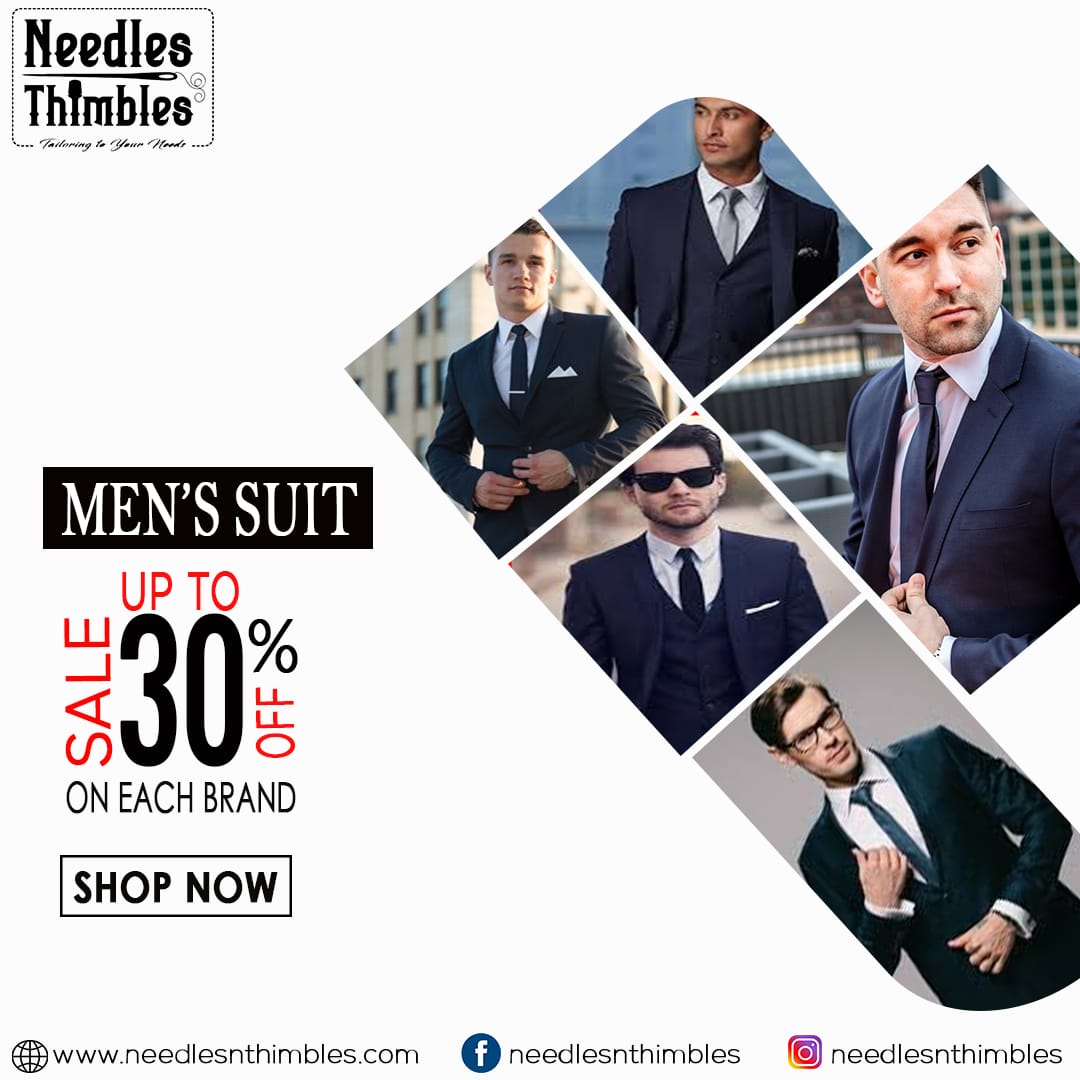 Needles
Thimbles
Tailoring to Your Needs
MEN'S SUIT
UP TO
SALE
30%
OFF
ON EACH BRAND
SHOP NOW
www.needlesnthimbles.com
needlesnthimbles
needlesnthimbles